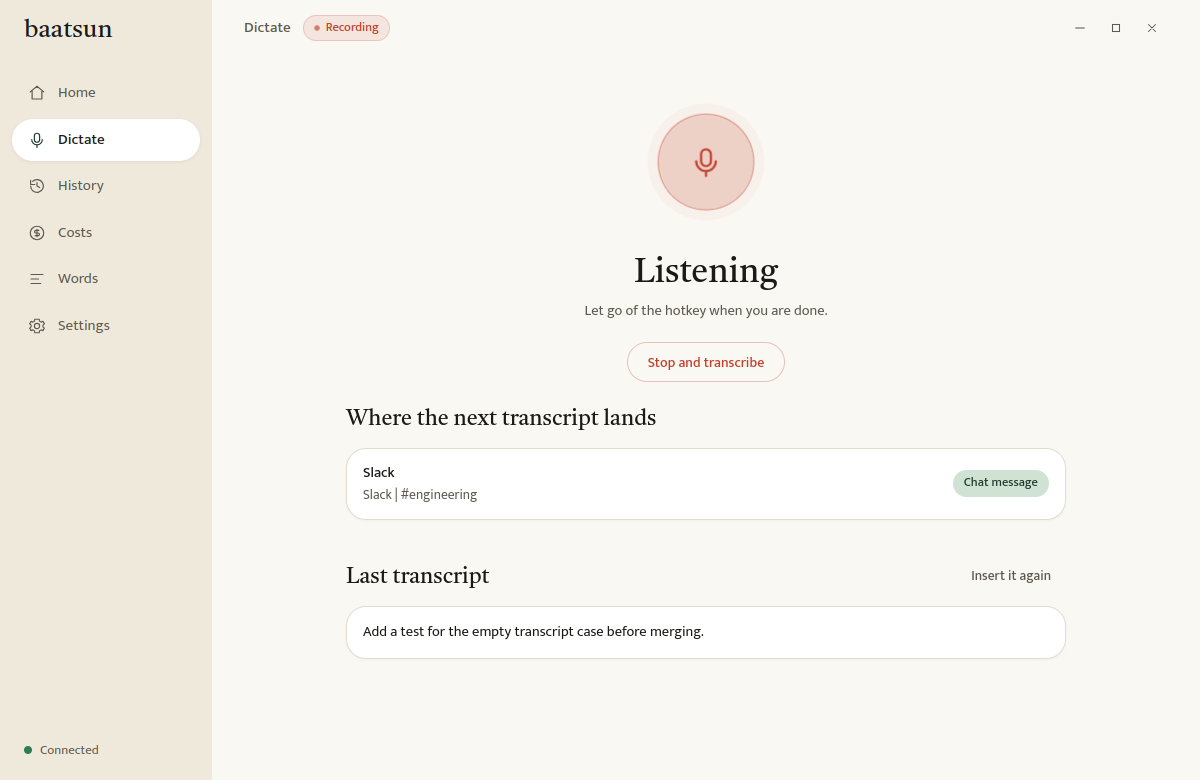 baatsun
Home
Dictate
History
Costs
Words
Settings
Connected
Dictate
Recording
Listening
Let go of the hotkey when you are done.
Stop and transcribe
Where the next transcript lands
Slack
Slack | #engineering
Chat message
Last transcript
Insert it again
Add a test for the empty transcript case before merging.